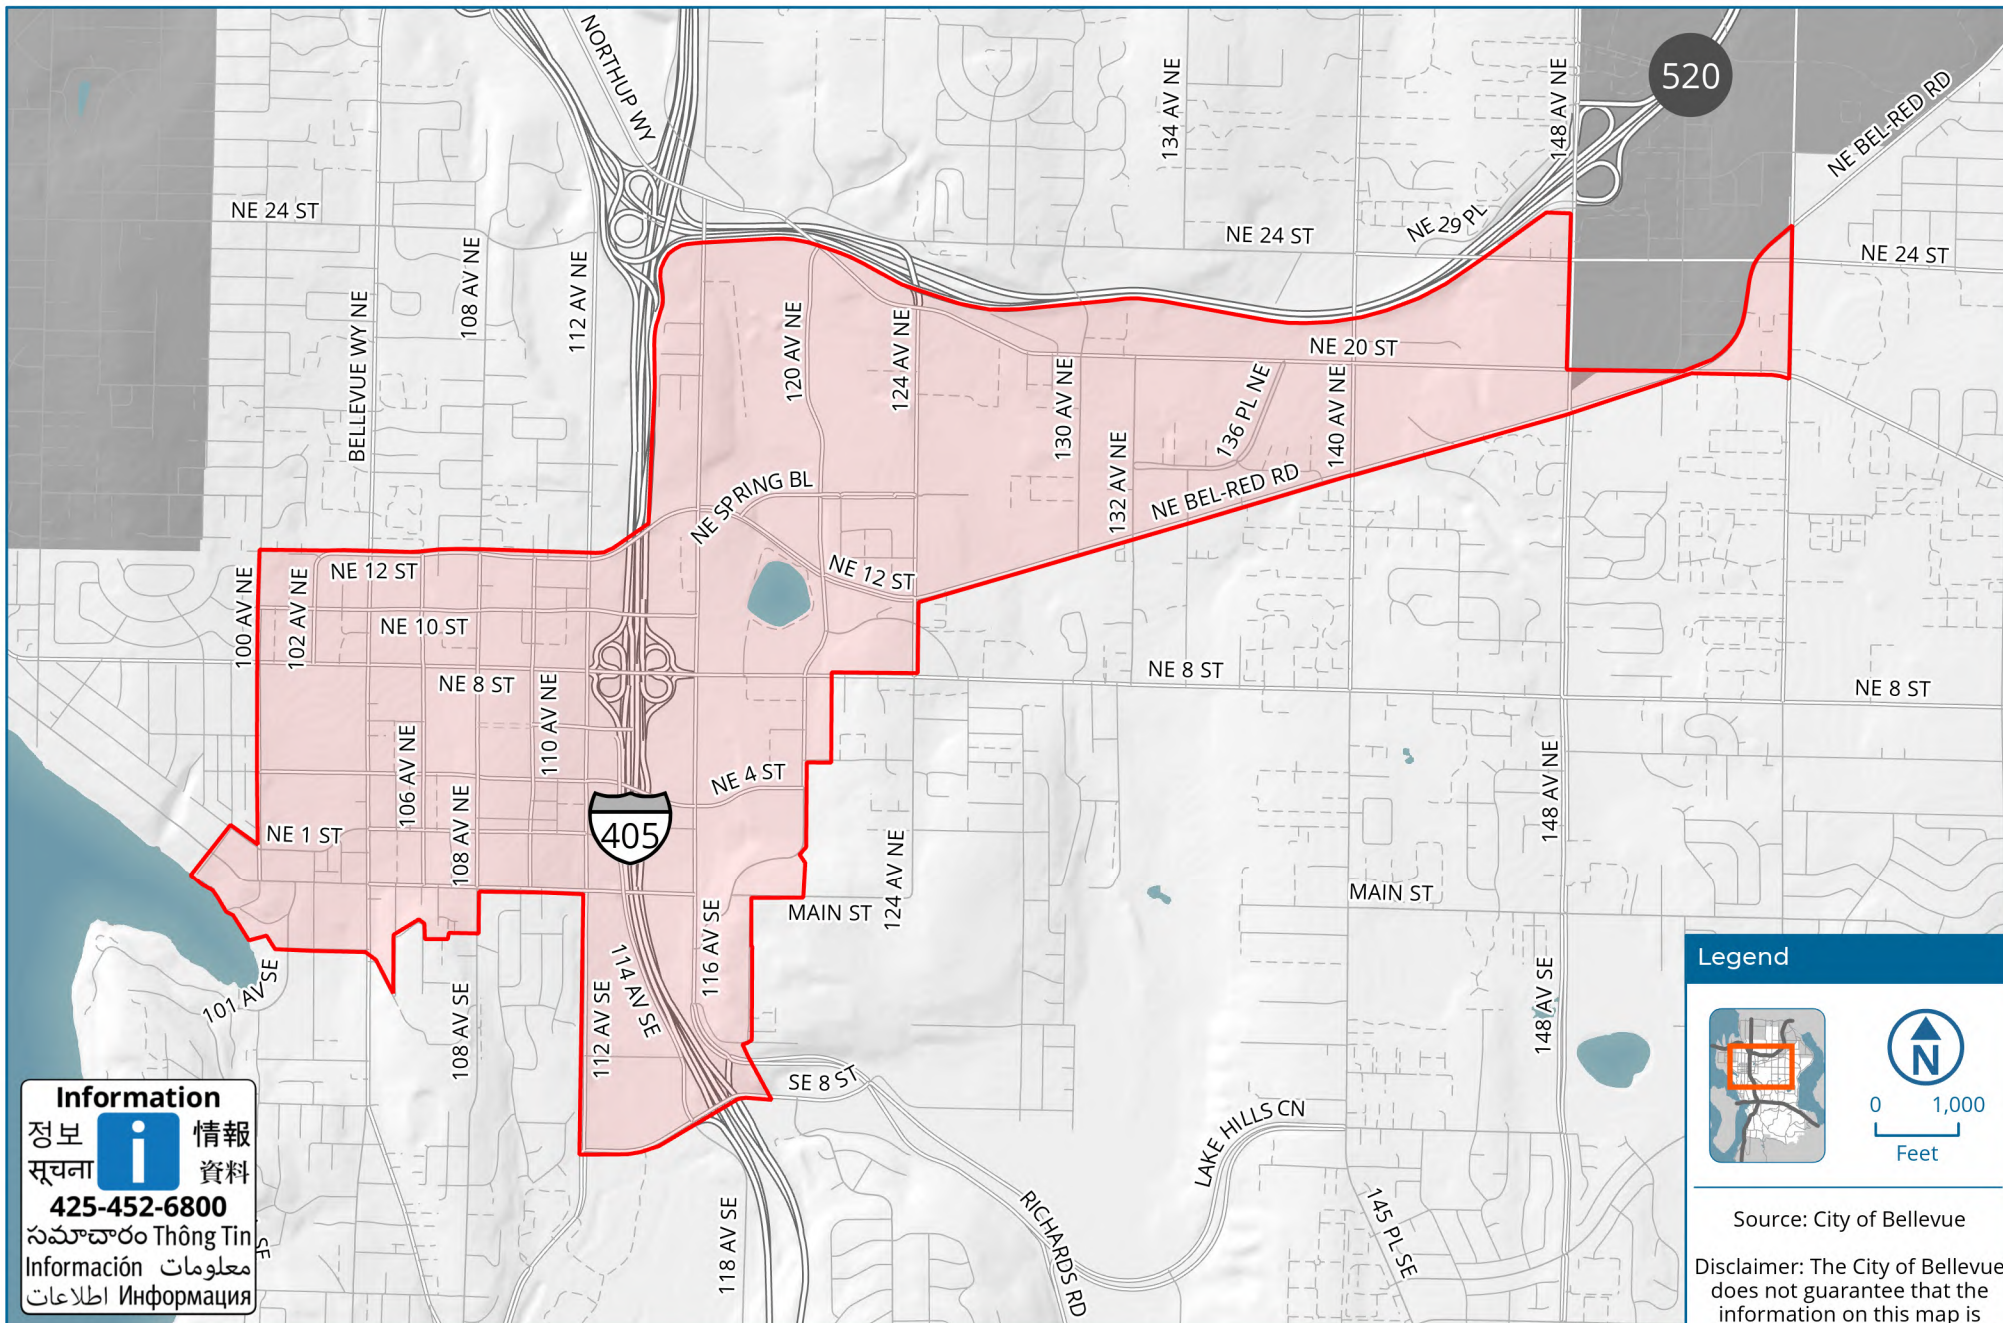 NORTHUP WY
134 AV NE
148 AV NE
520
NE BEL-RED RD
NE 24 ST
108 AV NE
112 AV NE
NE 24 ST
NE 29 PL
NE 24 ST
BELLEVUE WY NE
120 AV NE
124 AV NE
130 AV NE
NE 20 ST
136 PL NE
140 AV NE
132 AV NE
NE BEL-RED RD
NE SPRING BL
NE 12 ST
NE 12 ST
100 AV NE
102 AV NE
NE 10 ST
NE 8 ST
NE 8 ST
NE 8 ST
110 AV NE
106 AV NE
108 AV NE
NE 4 ST
405
NE 1 ST
148 AV NE
124 AV NE
MAIN ST
MAIN ST
116 AV SE
114 AV SE
112 AV SE
101 AV SE
108 AV SE
148 AV SE
SE 8 ST
LAKE HILLS CN
RICHARDS RD
145 PL SE
118 AV SE
SE
Information
정보 i 情報
सूचना 資料
425-452-6800
సమాచారం Thông Tin
Información معلومات
اطلاعات Информация
Legend
N
0 1,000
Feet
Source: City of Bellevue
Disclaimer: The City of Bellevue
does not guarantee that the
information on this map is